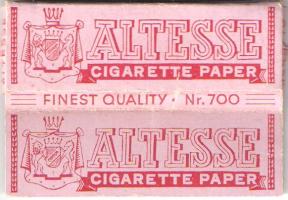 ALTESSE
CIGARETTE PAPER
FINEST QUALITY · Nr. 700
ALTESSE
CIGARETTE PAPER